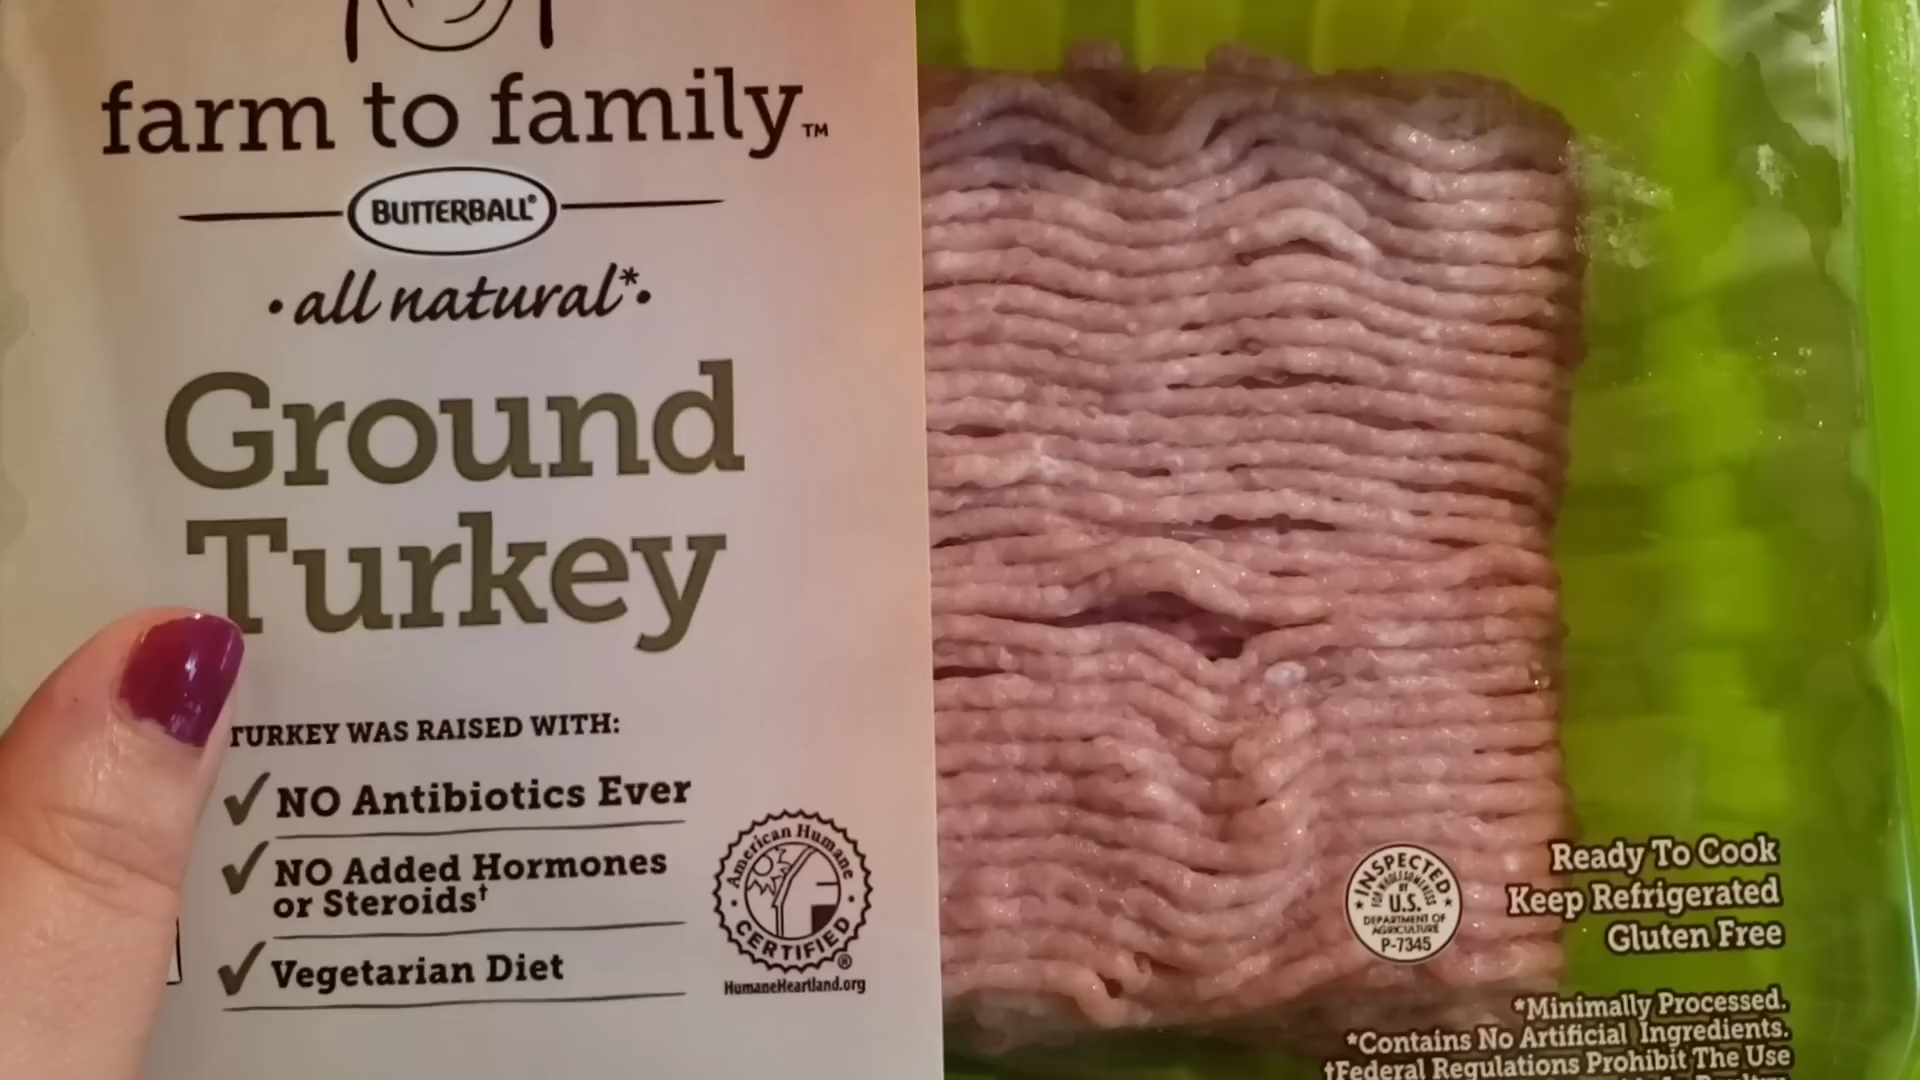 farm to family™
BUTTERBALL®
• all natural* •
Ground
Turkey
TURKEY WAS RAISED WITH:
✓ NO Antibiotics Ever
✓ NO Added Hormones
or Steroids†
✓ Vegetarian Diet
American Humane
CERTIFIED®
HumaneHeartland.org
INSPECTED
FOR WHOLESOMENESS
BY
U.S.
DEPARTMENT OF
AGRICULTURE
P-7345
Ready To Cook
Keep Refrigerated
Gluten Free
*Minimally Processed.
*Contains No Artificial Ingredients.
†Federal Regulations Prohibit The Use